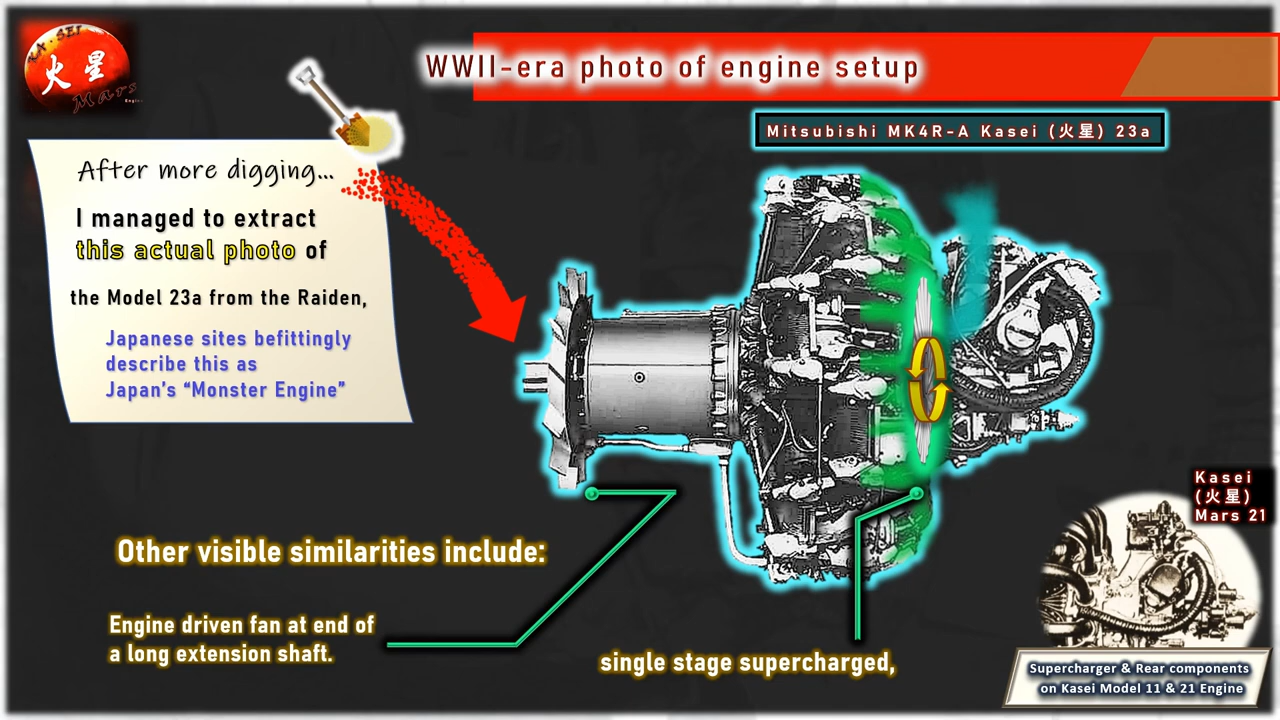 KA-SEI
火星
Mars
WWII-era photo of engine setup
Mitsubishi MK4R-A Kasei (火星) 23a
After more digging...
I managed to extract
this actual photo of
the Model 23a from the Raiden,
Japanese sites befittingly
describe this as
Japan's “Monster Engine”
Other visible similarities include:
Engine driven fan at end of
a long extension shaft.
single stage supercharged,
Kasei
(火星)
Mars 21
Supercharger & Rear components
on Kasei Model 11 & 21 Engine